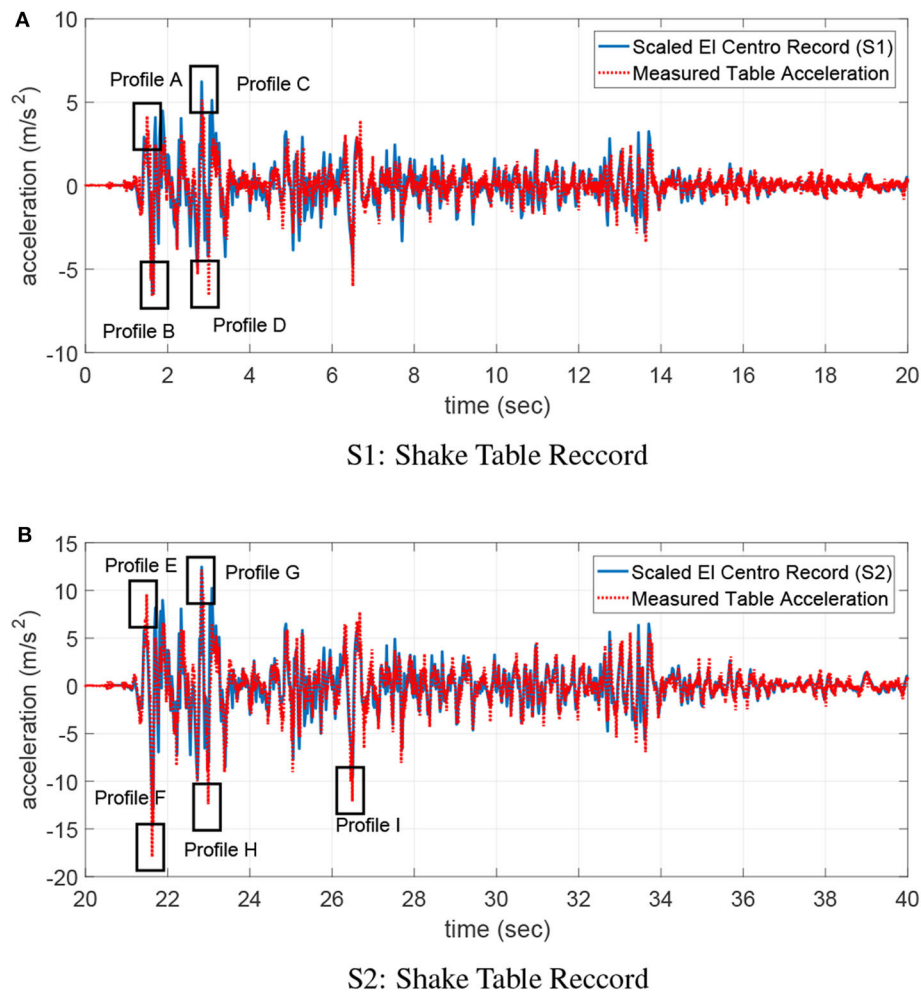 A
10
5
0
-5
-10
acceleration (m/s²)
Scaled El Centro Record (S1)
Measured Table Acceleration
Profile A
Profile C
Profile B
Profile D
0 2 4 6 8 10 12 14 16 18 20
time (sec)
S1: Shake Table Reccord
B
15
10
5
0
-5
-10
-15
-20
acceleration (m/s²)
Scaled El Centro Record (S2)
Measured Table Acceleration
Profile E
Profile G
Profile F
Profile H
Profile I
20 22 24 26 28 30 32 34 36 38 40
time (sec)
S2: Shake Table Reccord